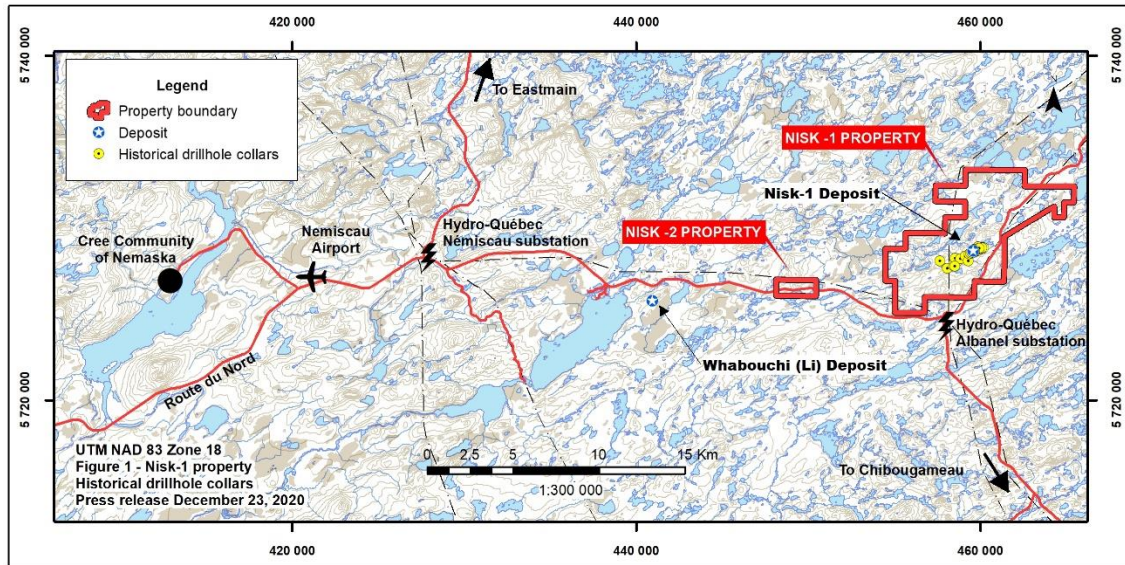 420 000
440 000
460 000
5 740 000
5 740 000
Legend
Property boundary
Deposit
Historical drillhole collars
To Eastmain
NISK -1 PROPERTY
Nisk-1 Deposit
Cree Community
of Nemaska
Nemiscau
Airport
Hydro-Québec
Némiscau substation
NISK -2 PROPERTY
Hydro-Québec
Albanel substation
Whabouchi (Li) Deposit
Route du Nord
5 720 000
5 720 000
UTM NAD 83 Zone 18
Figure 1 - Nisk-1 property
Historical drillhole collars
Press release December 23, 2020
0 2,5 5 10 15 Km
1:300 000
To Chibougameau
420 000
440 000
460 000